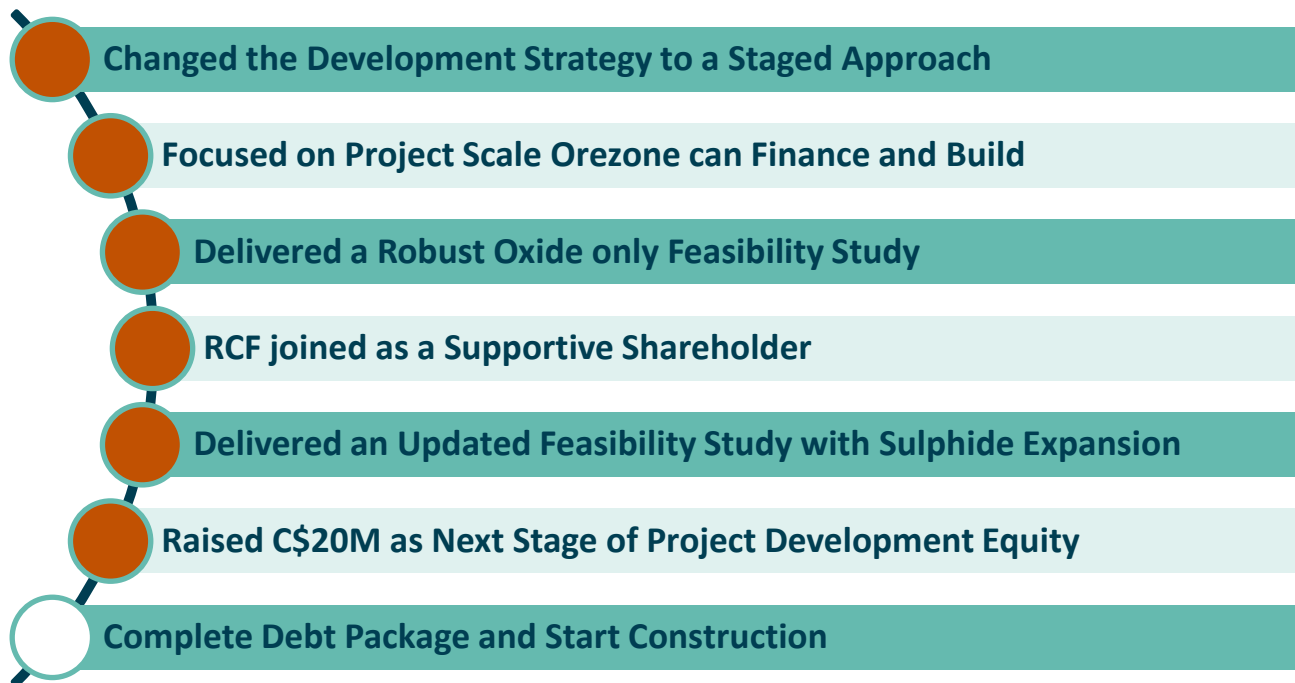 Changed the Development Strategy to a Staged Approach
Focused on Project Scale Orezone can Finance and Build
Delivered a Robust Oxide only Feasibility Study
RCF joined as a Supportive Shareholder
Delivered an Updated Feasibility Study with Sulphide Expansion
Raised C$20M as Next Stage of Project Development Equity
Complete Debt Package and Start Construction